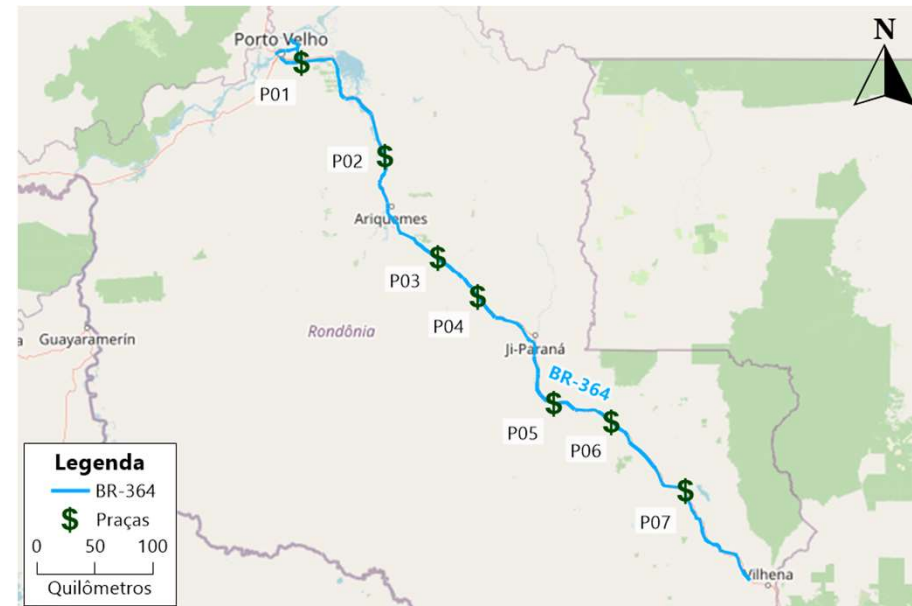 Porto Velho
N
P01
P02
Ariquemes
P03
P04
Rondônia
a
Guayaramerín
Ji-Paraná
BR-364
P05
P06
P07
Vilhena
Legenda
BR-364
$ Praças
0 50 100
Quilômetros